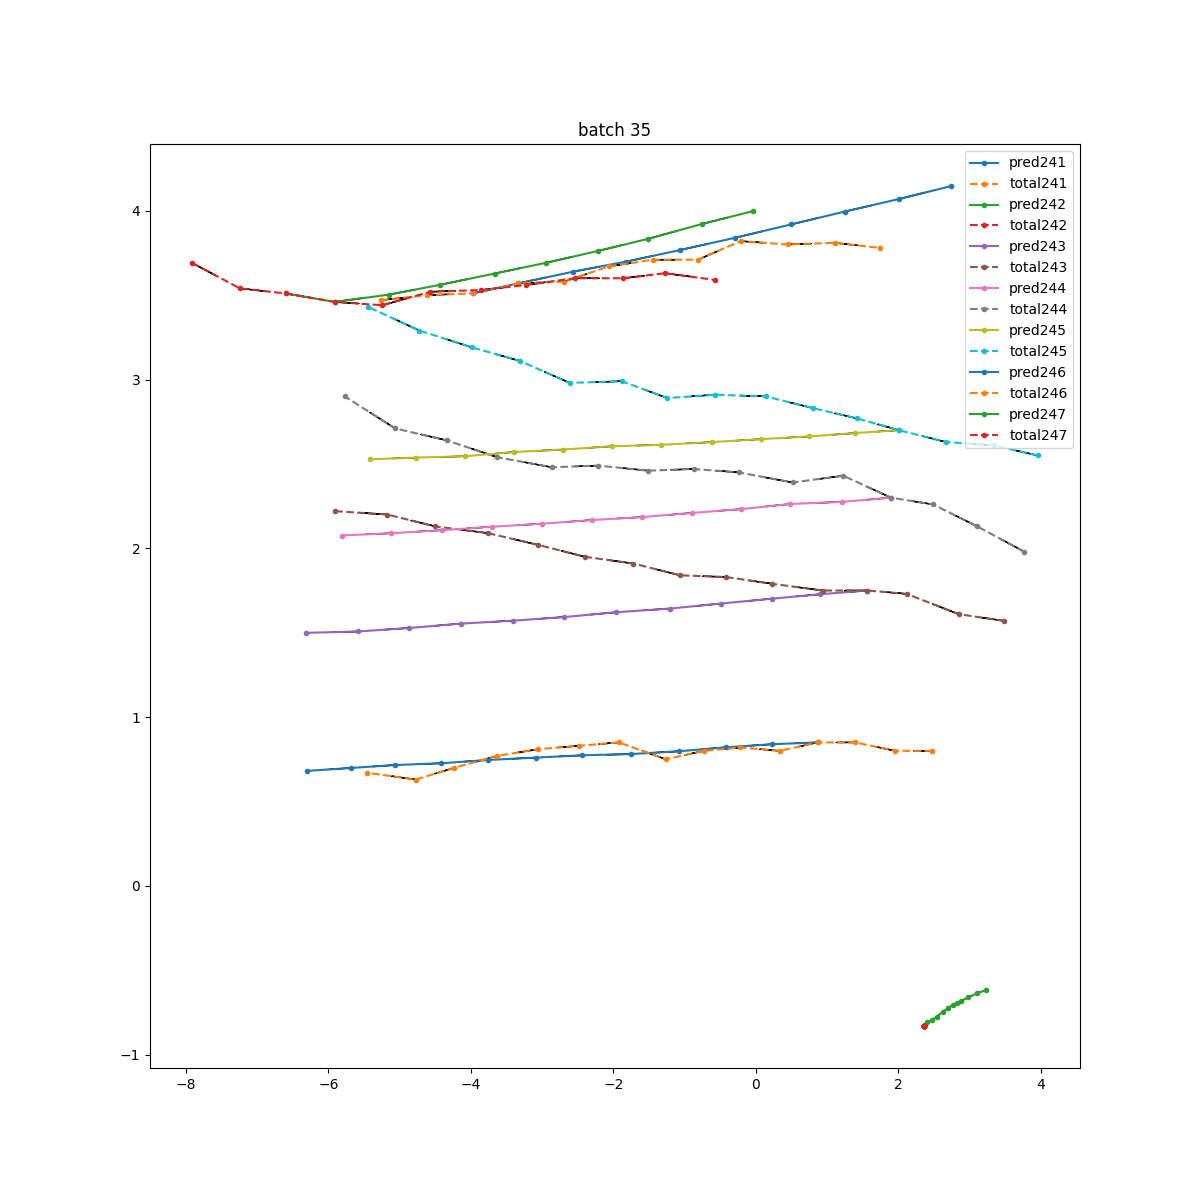 batch 35
pred241
total241
pred242
total242
pred243
total243
pred244
total244
pred245
total245
pred246
total246
pred247
total247
4
3
2
1
0
−1
−8
−6
−4
−2
0
2
4